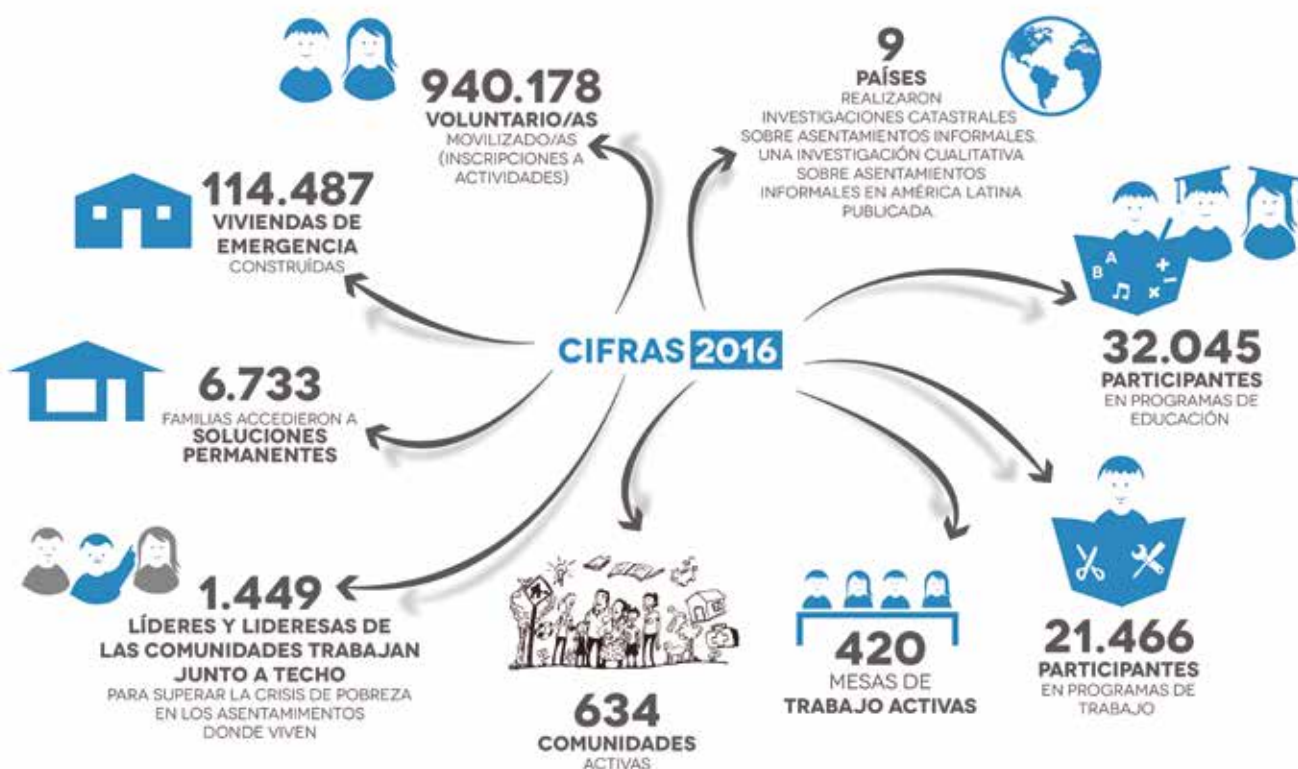 940.178
VOLUNTARIO/AS
MOVILIZADO/AS
(INSCRIPCIONES A
ACTIVIDADES)
9
PAÍSES
REALIZARON
INVESTIGACIONES CATASTRALES
SOBRE ASENTAMIENTOS INFORMALES.
UNA INVESTIGACIÓN CUALITATIVA
SOBRE ASENTAMIENTOS
INFORMALES EN AMÉRICA LATINA
PUBLICADA.
114.487
VIVIENDAS DE
EMERGENCIA
CONSTRUÍDAS
A
B
32.045
PARTICIPANTES
EN PROGRAMAS DE
EDUCACIÓN
CIFRAS 2016
6.733
FAMILIAS ACCEDIERON A
SOLUCIONES
PERMANENTES
1.449
LÍDERES Y LIDERESAS DE
LAS COMUNIDADES TRABAJAN
JUNTO A TECHO
PARA SUPERAR LA CRISIS DE POBREZA
EN LOS ASENTAMIMENTOS
DONDE VIVEN
634
COMUNIDADES
ACTIVAS
420
MESAS DE
TRABAJO ACTIVAS
21.466
PARTICIPANTES
EN PROGRAMAS DE
TRABAJO